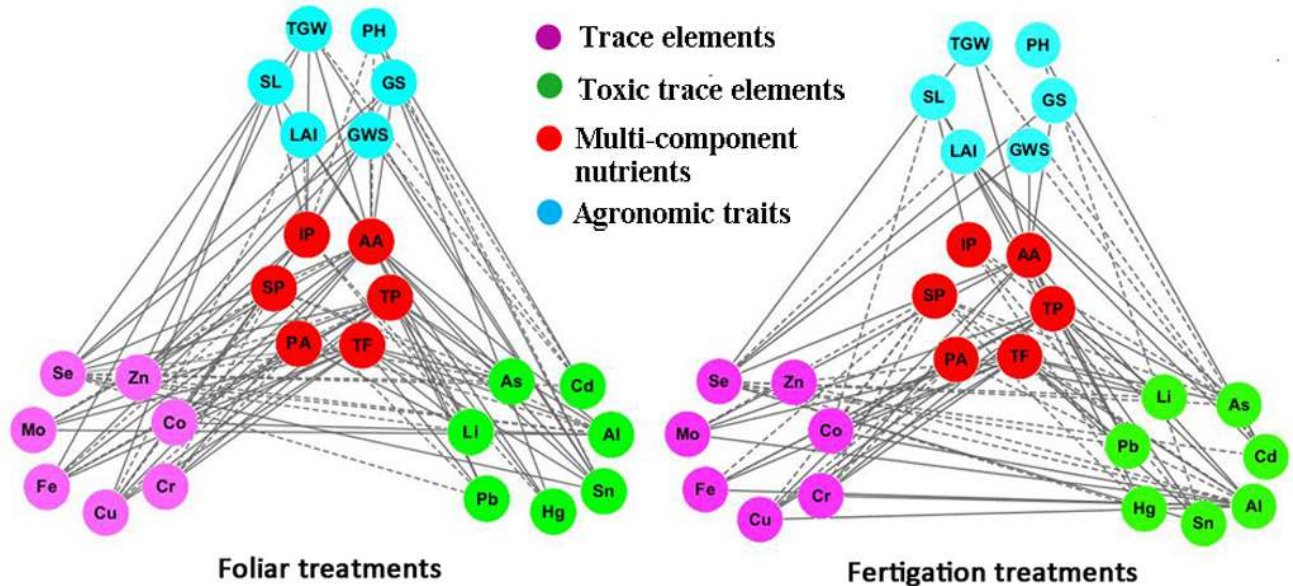 TGW
PH
SL
GS
LAI
GWS
IP
AA
SP
TP
PA
TF
Se
Zn
Mo
Co
Fe
Cu
Cr
As
Cd
Li
Al
Pb
Hg
Sn
Foliar treatments
Trace elements
Toxic trace elements
Multi-component
nutrients
Agronomic traits
TGW
PH
SL
GS
LAI
GWS
IP
AA
SP
TP
PA
TF
Se
Zn
Mo
Co
Fe
Cu
Cr
Li
As
Pb
Cd
Hg
Sn
Al
Fertigation treatments